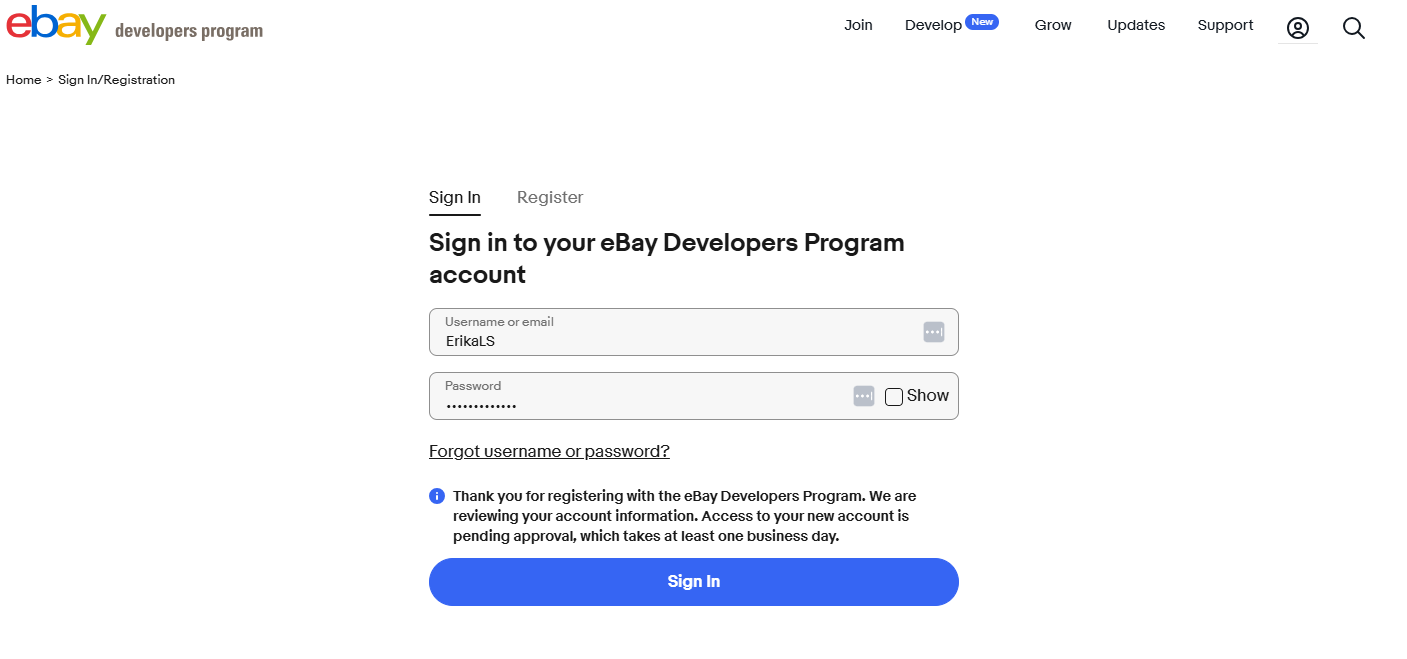 ebay developers program
Join Develop New Grow Updates Support
Home > Sign In/Registration
Sign In Register
Sign in to your eBay Developers Program
account
Username or email
ErikaLS
Password
•••••••••••••
Show
Forgot username or password?
Thank you for registering with the eBay Developers Program. We are
reviewing your account information. Access to your new account is
pending approval, which takes at least one business day.
Sign In